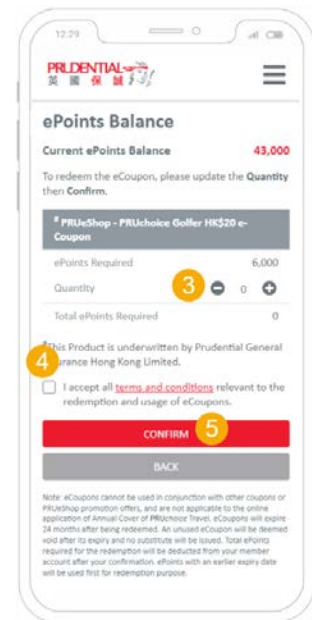 12:29
PRUDENTIAL
英國保誠
ePoints Balance
Current ePoints Balance 43,000
To redeem the eCoupon, please update the Quantity
then Confirm.
# PRUeShop - PRUchoice Golfer HK$20 e-
Coupon
ePoints Required 6,000
Quantity 3 0
Total ePoints Required 0
This Product is underwritten by Prudential General
4 urance Hong Kong Limited.
I accept all terms and conditions relevant to the
redemption and usage of eCoupons.
CONFIRM 5
BACK
Note: eCoupons cannot be used in conjunction with other coupons or
PRUeShop promotion offers, and are not applicable to the online
application of Annual Cover of PRUchoice Travel. eCoupons will expire
24 months after being redeemed. An unused eCoupon will be deemed
void after its expiry and no substitute will be issued. Total ePoints
required for the redemption will be deducted from your member
account after your confirmation. ePoints with an earlier expiry date
will be used first for redemption purpose.